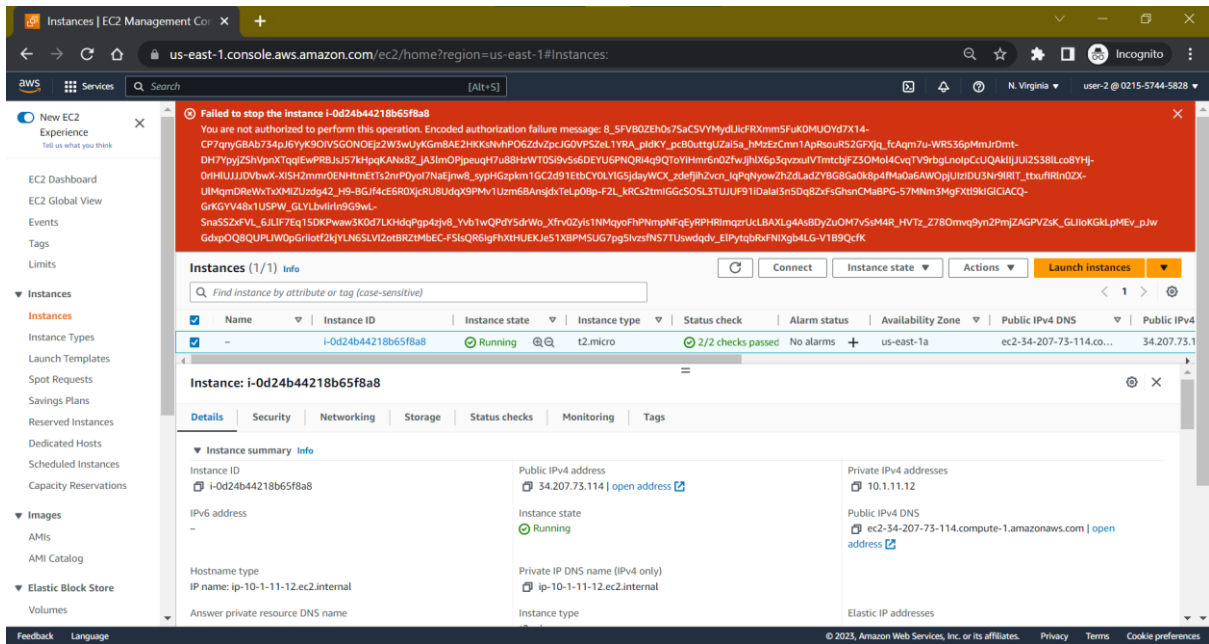 Instances | EC2 Management Cor
us-east-1.console.aws.amazon.com/ec2/home?region=us-east-1#Instances:
Incognito
aws
Services
Search
[Alt+S]
N. Virginia
user-2 @ 0215-5744-5828
New EC2
Experience
Tell us what you think
EC2 Dashboard
EC2 Global View
Events
Tags
Limits
Instances
Instances
Instance Types
Launch Templates
Spot Requests
Savings Plans
Reserved Instances
Dedicated Hosts
Scheduled Instances
Capacity Reservations
Images
AMIs
AMI Catalog
Elastic Block Store
Volumes
Failed to stop the instance i-0d24b44218b65f8a8
You are not authorized to perform this operation. Encoded authorization failure message:
Instances (1/1) Info
Connect
Instance state
Actions
Launch instances
Find instance by attribute or tag (case-sensitive)
1
Name Instance ID Instance state Instance type Status check Alarm status Availability Zone Public IPv4 DNS Public IPv4
– i-0d24b44218b65f8a8 Running t2.micro 2/2 checks passed No alarms + us-east-1a ec2-34-207-73-114.co... 34.207.73.1
Instance: i-0d24b44218b65f8a8
Details Security Networking Storage Status checks Monitoring Tags
Instance summary Info
Instance ID
i-0d24b44218b65f8a8
Public IPv4 address
34.207.73.114 | open address
Private IPv4 addresses
10.1.11.12
IPv6 address
–
Instance state
Running
Public IPv4 DNS
ec2-34-207-73-114.compute-1.amazonaws.com | open
address
Hostname type
IP name: ip-10-1-11-12.ec2.internal
Private IP DNS name (IPv4 only)
ip-10-1-11-12.ec2.internal
Answer private resource DNS name
Instance type
Elastic IP addresses
Feedback Language
© 2023, Amazon Web Services, Inc. or its affiliates. Privacy Terms Cookie preferences